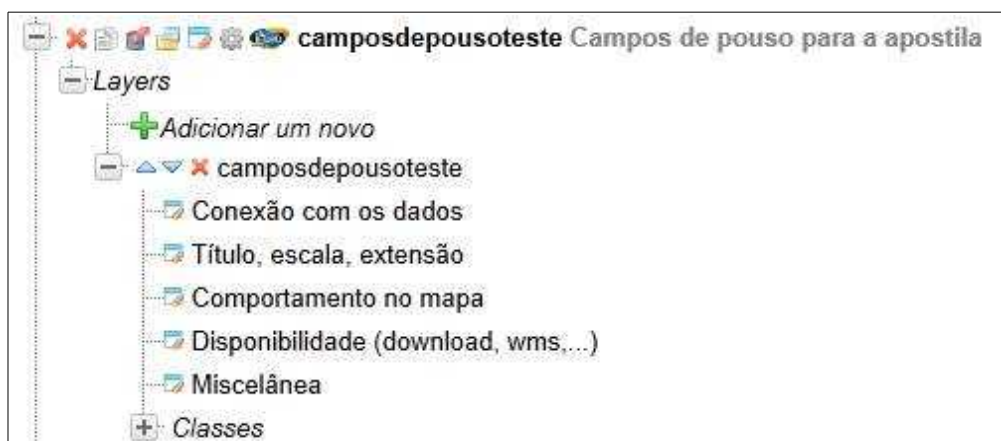 camposdepousoteste Campos de pouso para a apostila
Layers
Adicionar um novo
camposdepousoteste
Conexão com os dados
Título, escala, extensão
Comportamento no mapa
Disponibilidade (download, wms,...)
Miscelânea
Classes